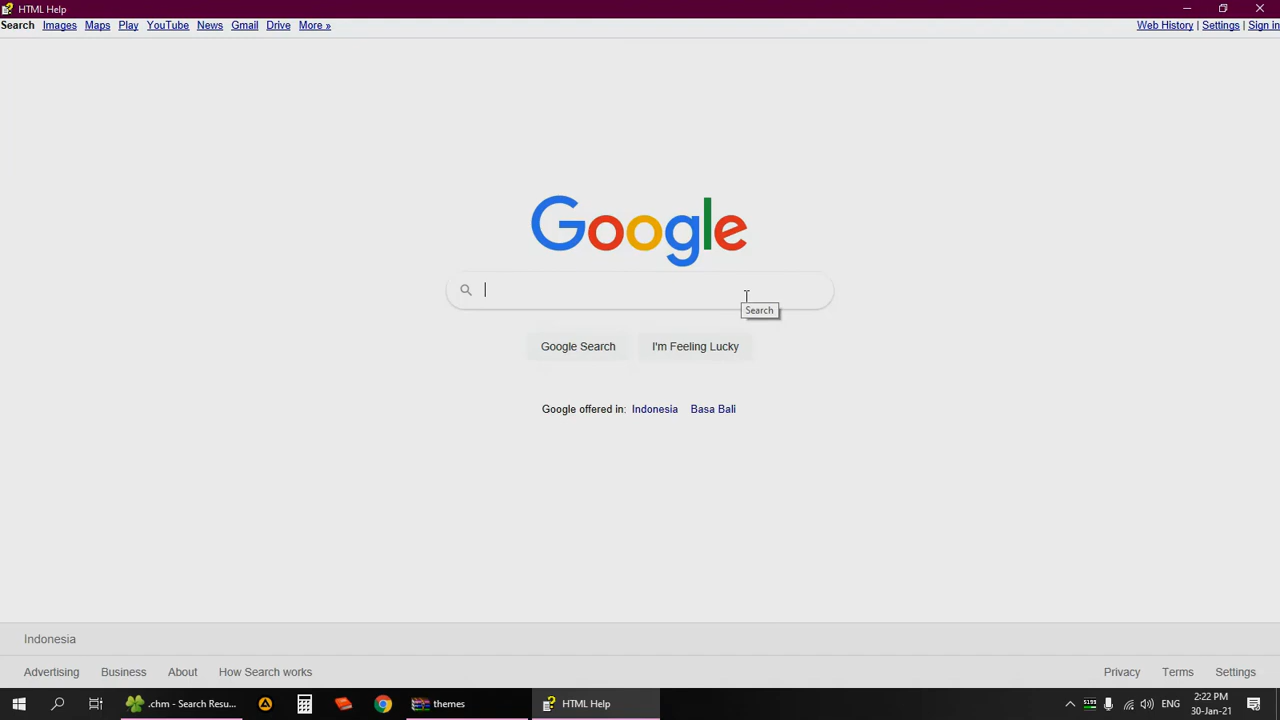 HTML Help
Search Images Maps Play YouTube News Gmail Drive More » Web History | Settings | Sign in
Google
Search
Google Search I'm Feeling Lucky
Google offered in: Indonesia Basa Bali
Indonesia
Advertising Business About How Search works Privacy Terms Settings
.chm - Search Resu... themes HTML Help ENG 2:22 PM
30-Jan-21